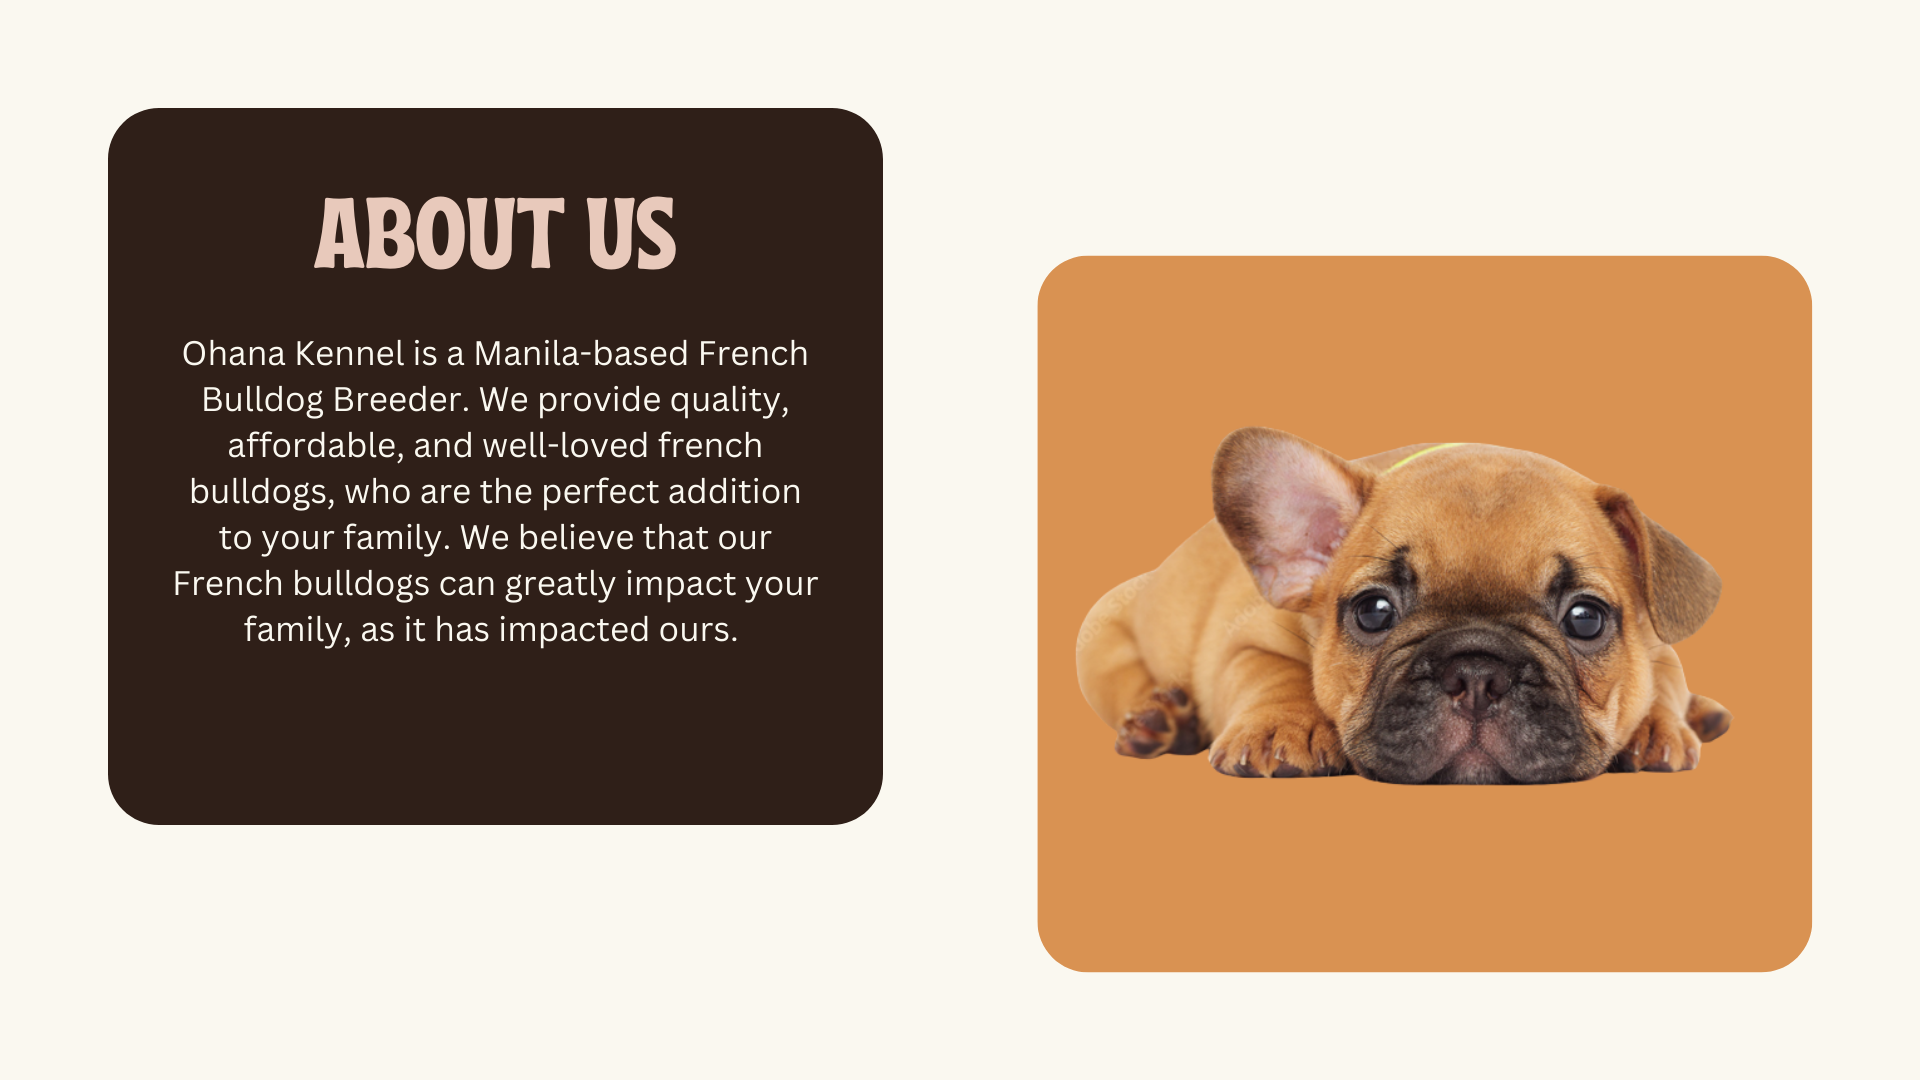 ABOUT US
Ohana Kennel is a Manila-based French
Bulldog Breeder. We provide quality,
affordable, and well-loved french
bulldogs, who are the perfect addition
to your family. We believe that our
French bulldogs can greatly impact your
family, as it has impacted ours.